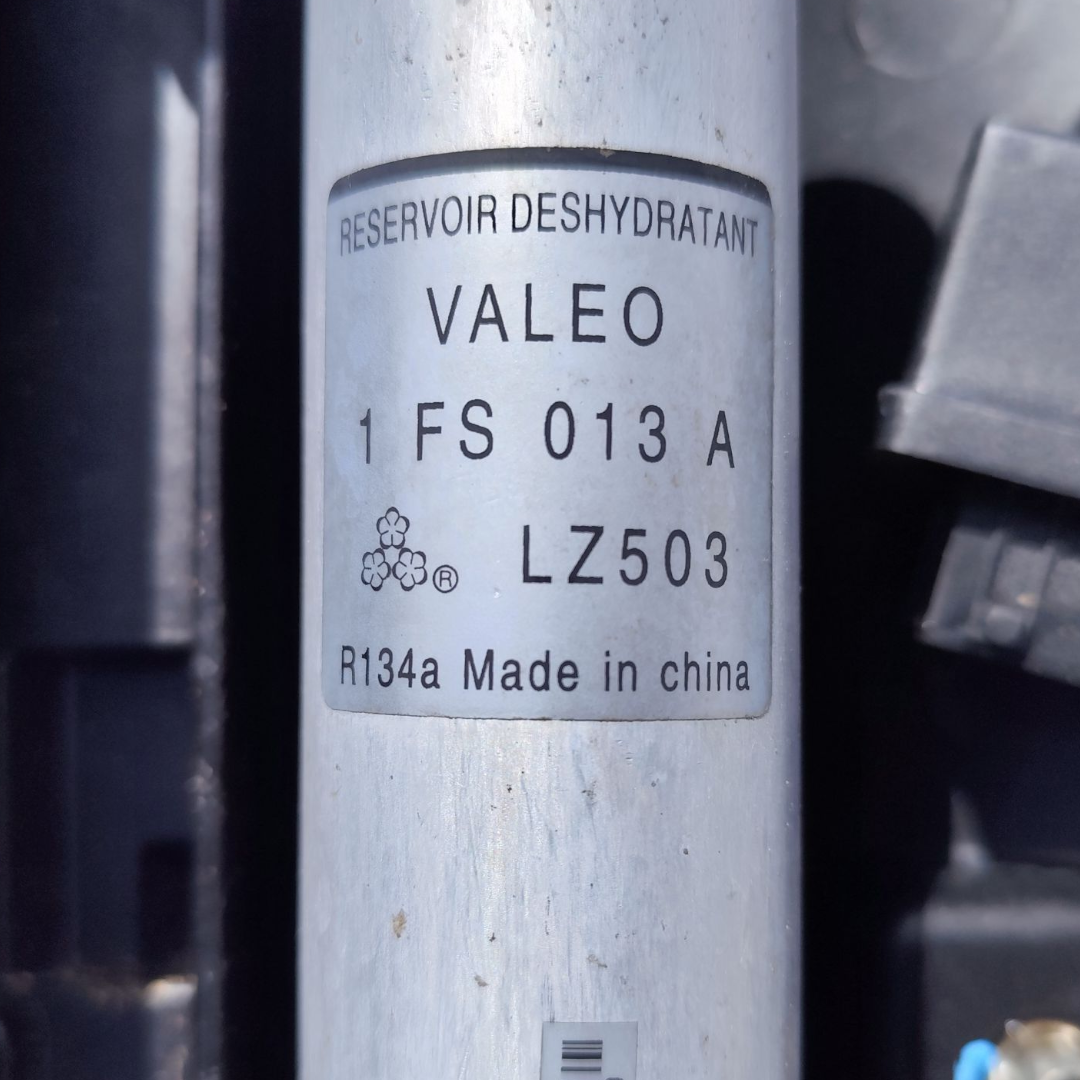 RESERVOIR DESHYDRATANT
VALEO
1 FS 013 A
® LZ503
R134a Made in china